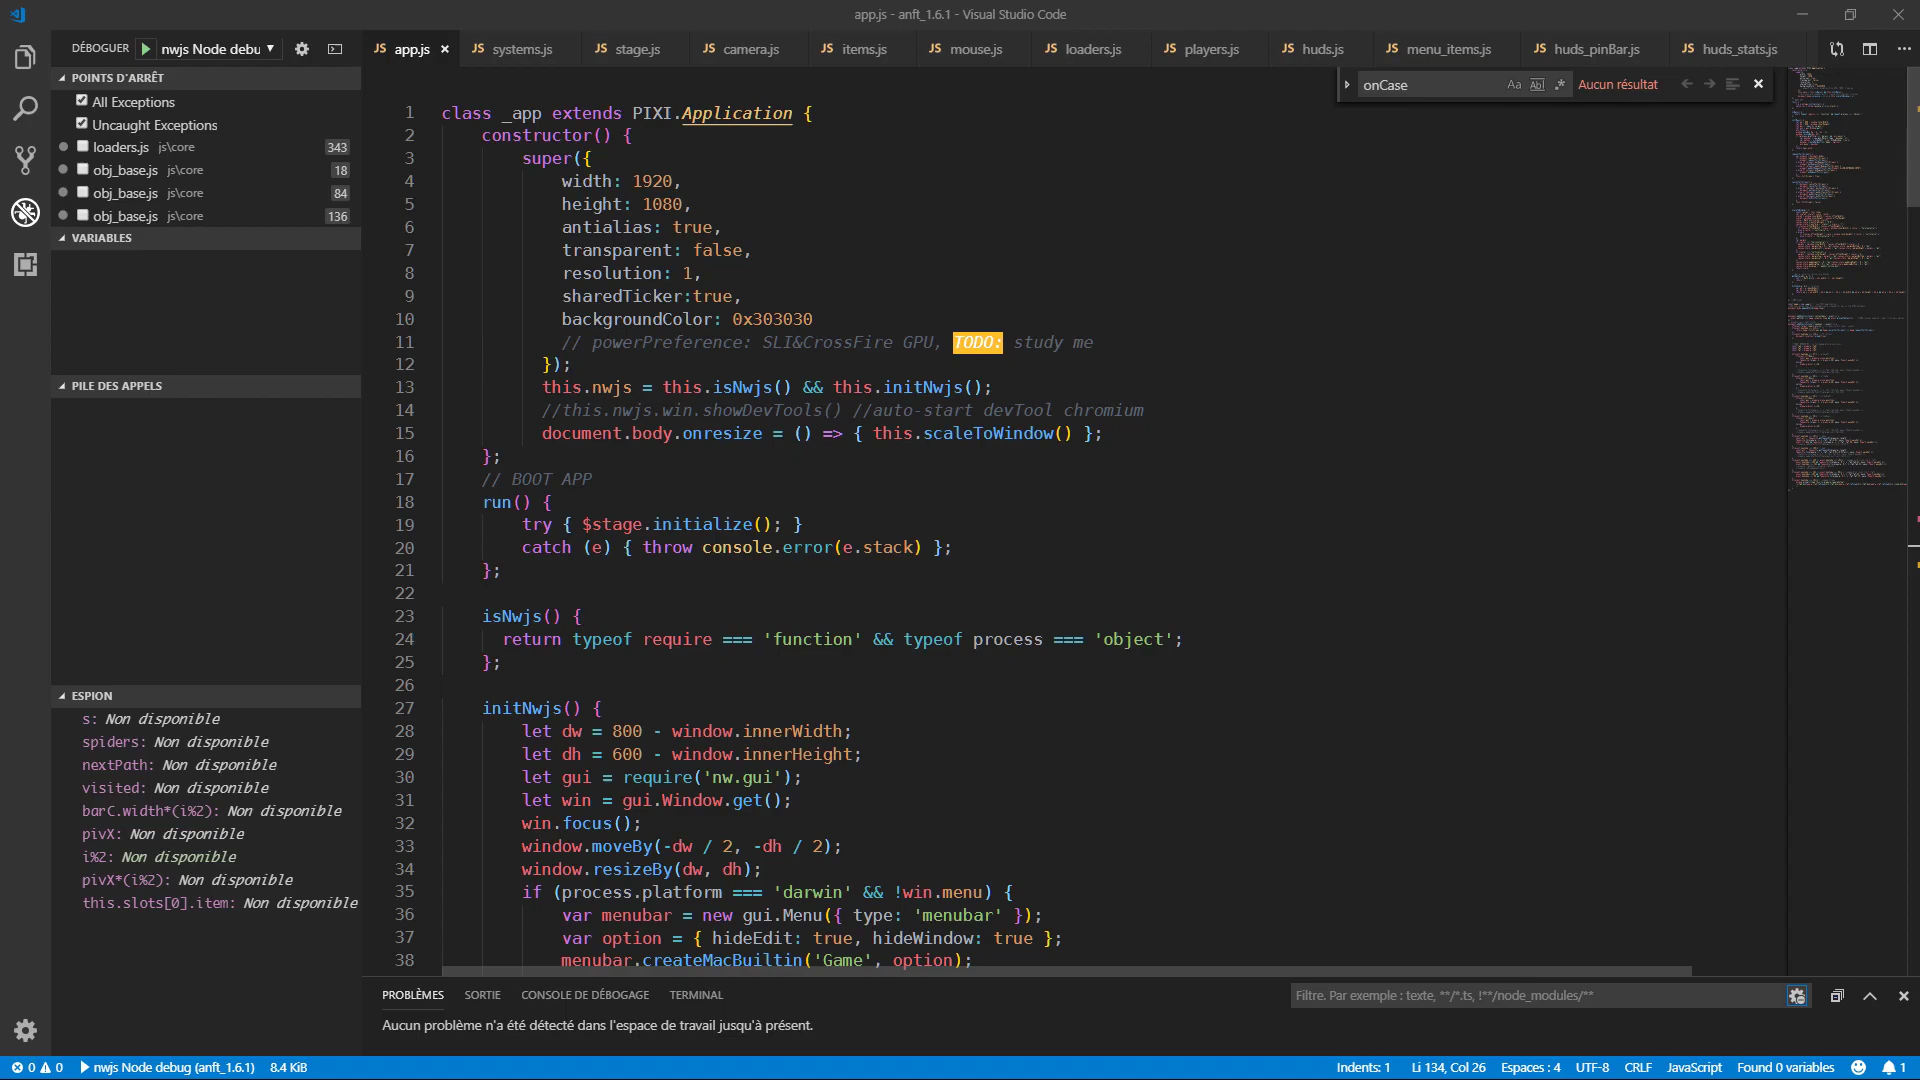 app.js - anft_1.6.1 - Visual Studio Code
DÉBOGUER nwjs Node debu
JS app.js JS systems.js JS stage.js JS camera.js JS items.js JS mouse.js JS loaders.js JS players.js JS huds.js JS menu_items.js JS huds_pinBar.js JS huds_stats.js
onCase Aa Abl .* Aucun résultat
POINTS D'ARRÊT
All Exceptions
Uncaught Exceptions
loaders.js js\core 343
obj_base.js js\core 18
obj_base.js js\core 84
obj_base.js js\core 136
VARIABLES
PILE DES APPELS
ESPION
s: Non disponible
spiders: Non disponible
nextPath: Non disponible
visited: Non disponible
barC.width*(i%2): Non disponible
pivX: Non disponible
i%2: Non disponible
pivX*(i%2): Non disponible
this.slots[0].item: Non disponible
1 class _app extends PIXI.Application {
2 constructor() {
3 super({
4 width: 1920,
5 height: 1080,
6 antialias: true,
7 transparent: false,
8 resolution: 1,
9 sharedTicker:true,
10 backgroundColor: 0x303030
11 // powerPreference: SLI&CrossFire GPU, TODO: study me
12 });
13 this.nwjs = this.isNwjs() && this.initNwjs();
14 //this.nwjs.win.showDevTools() //auto-start devTool chromium
15 document.body.onresize = () => { this.scaleToWindow() };
16 };
17 // BOOT APP
18 run() {
19 try { $stage.initialize(); }
20 catch (e) { throw console.error(e.stack) };
21 };
22
23 isNwjs() {
24 return typeof require === 'function' && typeof process === 'object';
25 };
26
27 initNwjs() {
28 let dw = 800 - window.innerWidth;
29 let dh = 600 - window.innerHeight;
30 let gui = require('nw.gui');
31 let win = gui.Window.get();
32 win.focus();
33 window.moveBy(-dw / 2, -dh / 2);
34 window.resizeBy(dw, dh);
35 if (process.platform === 'darwin' && !win.menu) {
36 var menubar = new gui.Menu({ type: 'menubar' });
37 var option = { hideEdit: true, hideWindow: true };
38 menubar.createMacBuiltin('Game', option);
PROBLÈMES SORTIE CONSOLE DE DÉBOGAGE TERMINAL
Filtre. Par exemple : texte, **/*.ts, !**/node_modules/**
Aucun problème n'a été détecté dans l'espace de travail jusqu'à présent.
0 0 nwjs Node debug (anft_1.6.1) 8.4 KiB
Indents: 1 Li 134, Col 26 Espaces : 4 UTF-8 CRLF JavaScript Found 0 variables 1